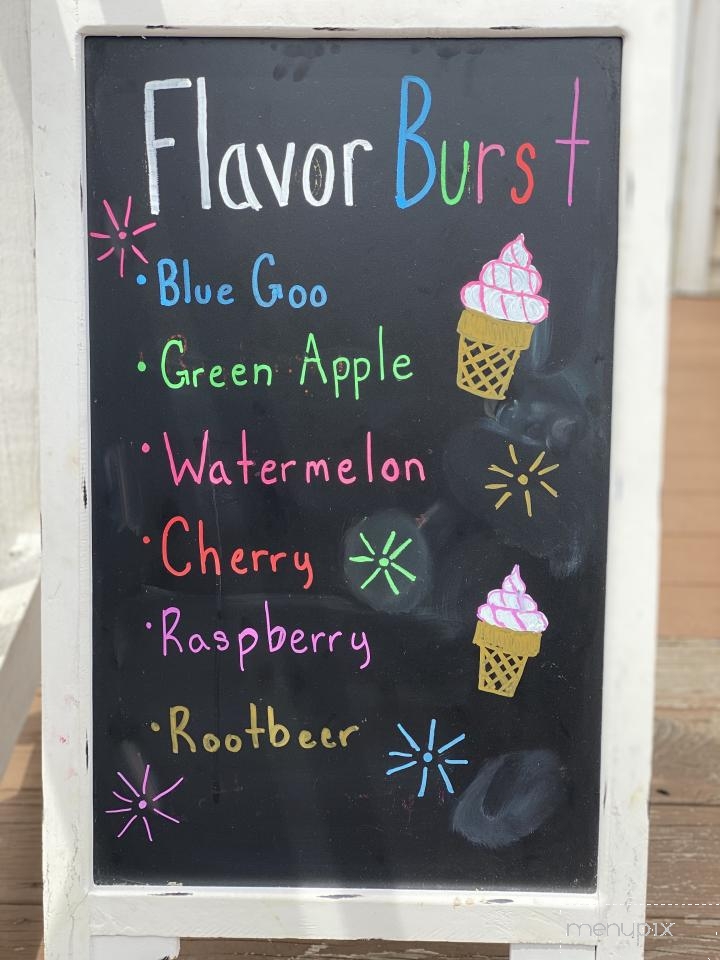 Flavor Burst
• Blue Goo
• Green Apple
• Watermelon
• Cherry
• Raspberry
• Rootbeer
menupix